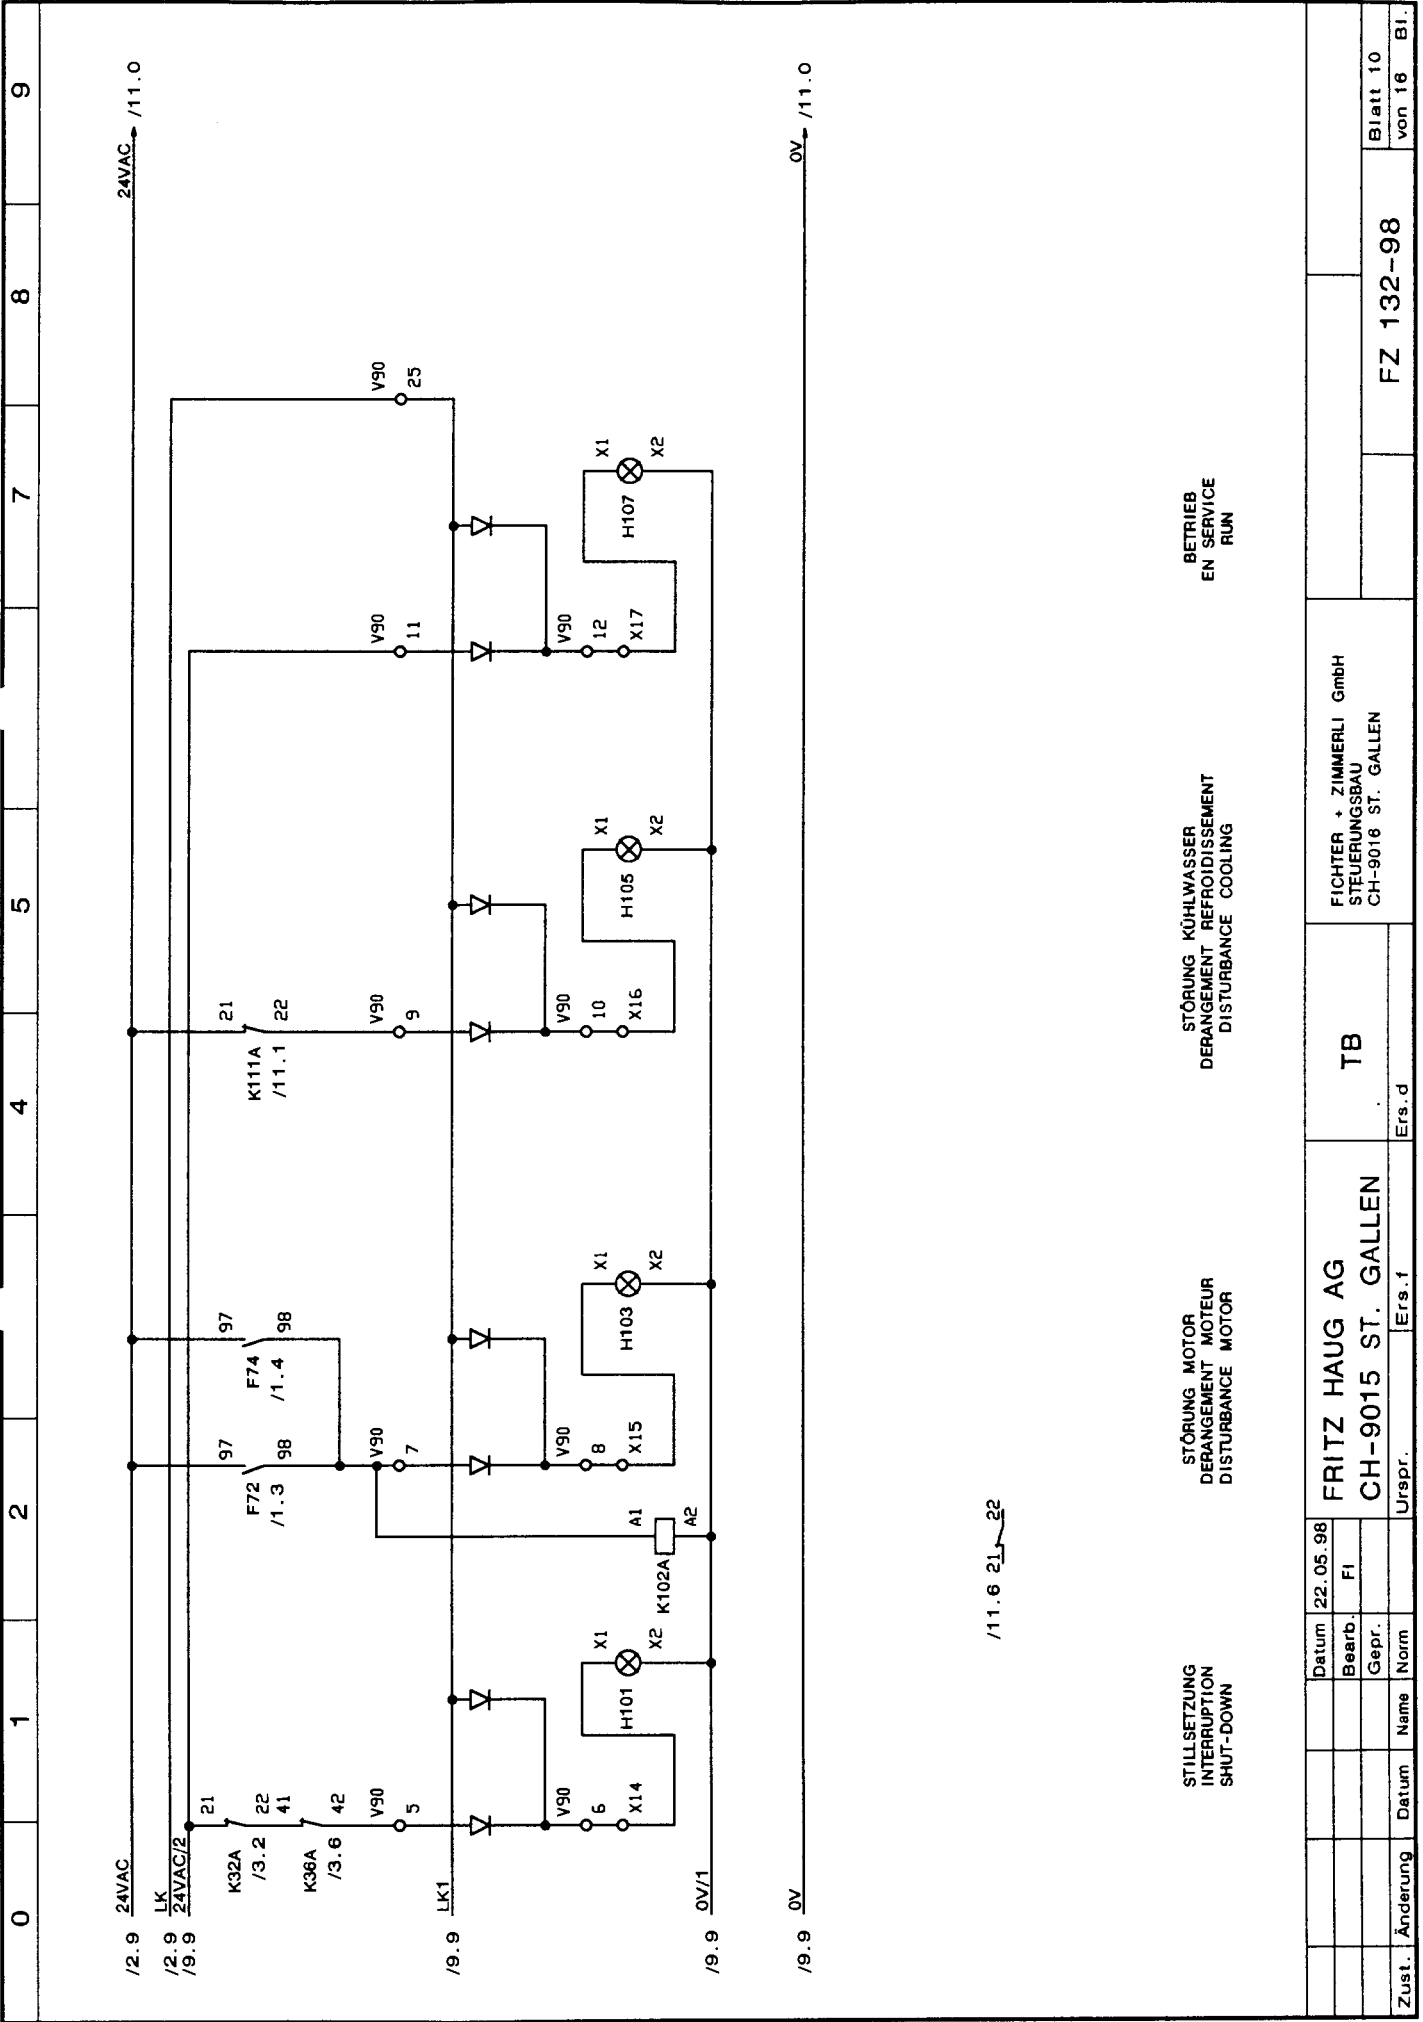 0 1 2 4 5 7 8 9
/2.9 24VAC
24VAC /11.0
/2.9 LK
/9.9 24VAC/2
K32A
/3.2
21
22
K36A
/3.6
41
42
V90
5
F72
/1.3
97
98
F74
/1.4
97
98
V90
7
K111A
/11.1
21
22
V90
9
V90
11
V90
25
/9.9 LK1
V90
6
X14
H101
X1
X2
K102A
A1
A2
V90
8
X15
H103
X1
X2
V90
10
X16
H105
X1
X2
V90
12
X17
H107
X1
X2
/9.9 0V/1
/9.9 0V
0V /11.0
/11.6 21 22
STILLSETZUNG
INTERRUPTION
SHUT-DOWN
STÖRUNG MOTOR
DERANGEMENT MOTEUR
DISTURBANCE MOTOR
STÖRUNG KÜHLWASSER
DERANGEMENT REFROIDISSEMENT
DISTURBANCE COOLING
BETRIEB
EN SERVICE
RUN
Datum 22.05.98
Bearb. FI
Gepr.
Zust. Änderung Datum Name Norm
FRITZ HAUG AG
CH-9015 ST. GALLEN
Urspr. Ers.f Ers.d
TB
FICHTER + ZIMMERLI GmbH
STEUERUNGSBAU
CH-9016 ST. GALLEN
FZ 132-98
Blatt 10
von 16 Bl.